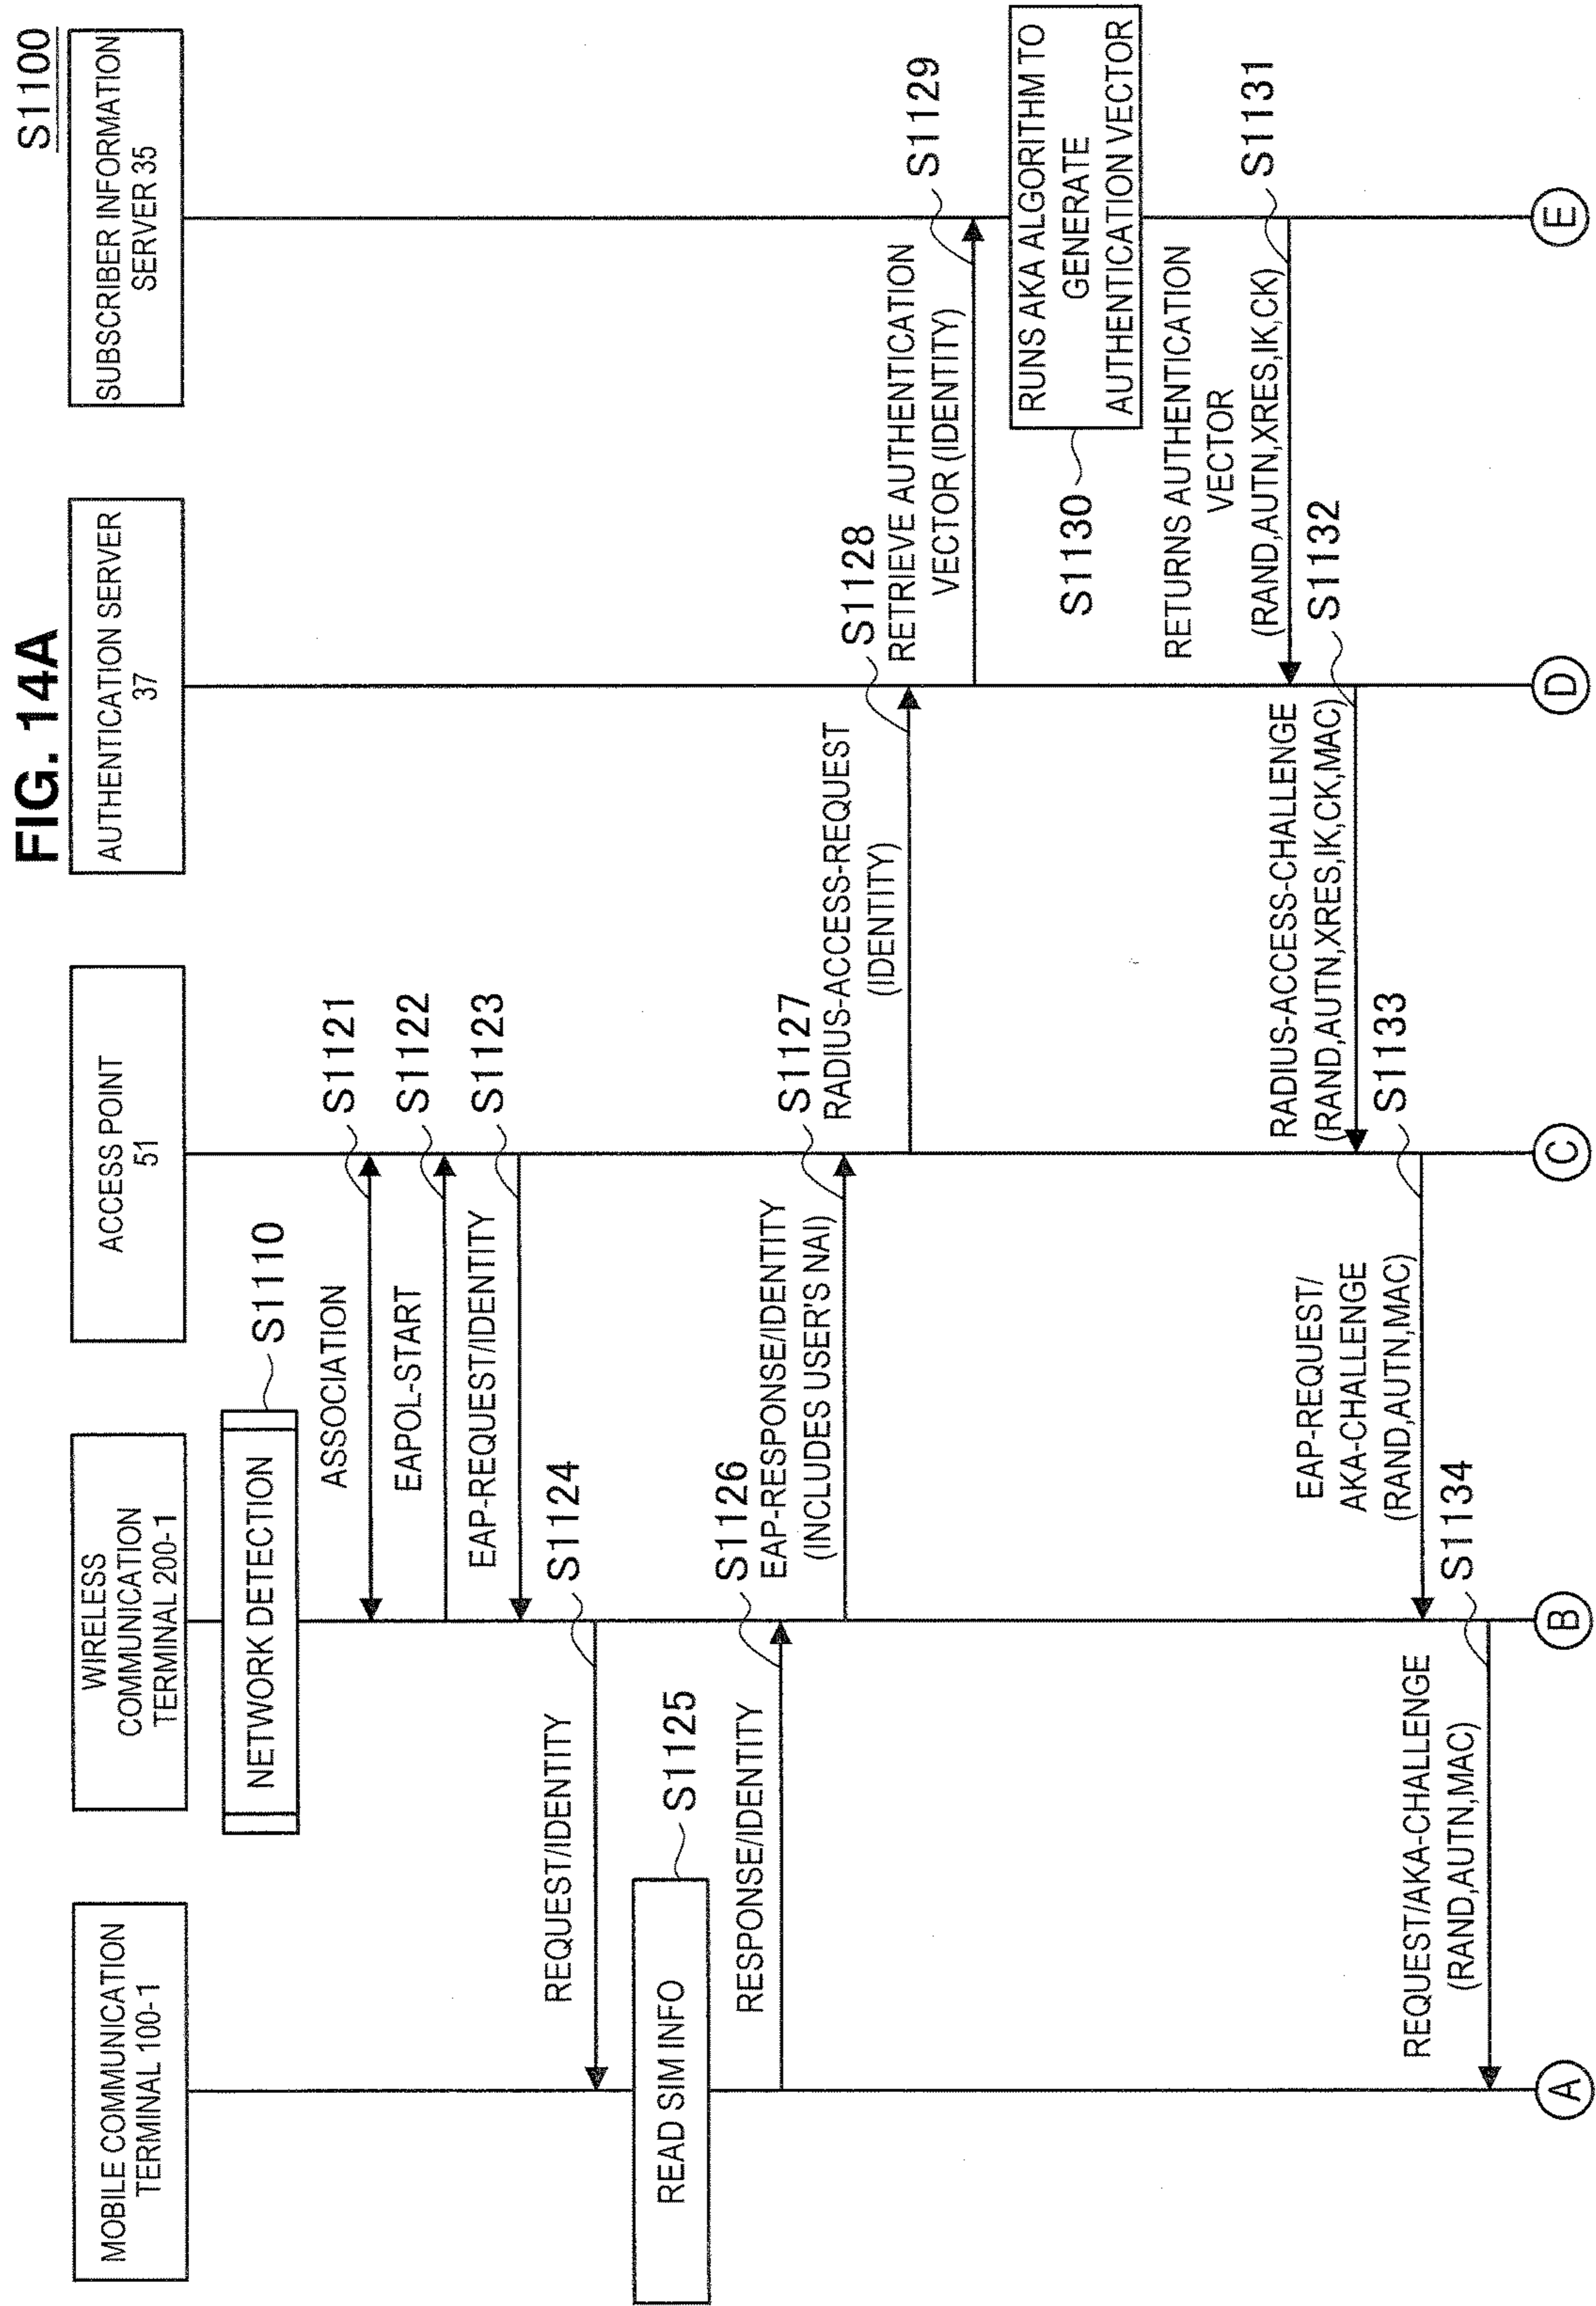 FIG. 14A
S1100
MOBILE COMMUNICATION
TERMINAL 100-1
WIRELESS
COMMUNICATION
TERMINAL 200-1
ACCESS POINT
51
AUTHENTICATION SERVER
37
SUBSCRIBER INFORMATION
SERVER 35
NETWORK DETECTION
S1110
ASSOCIATION
S1121
EAPOL-START
S1122
EAP-REQUEST/IDENTITY
S1123
REQUEST/IDENTITY
S1124
READ SIM INFO
S1125
RESPONSE/IDENTITY
S1126
EAP-RESPONSE/IDENTITY
(INCLUDES USER'S NAI)
S1127
RADIUS-ACCESS-REQUEST
(IDENTITY)
S1128
RETRIEVE AUTHENTICATION
VECTOR (IDENTITY)
S1129
RUNS AKA ALGORITHM TO
GENERATE
AUTHENTICATION VECTOR
S1130
RETURNS AUTHENTICATION
VECTOR
(RAND,AUTN,XRES,IK,CK)
S1131
RADIUS-ACCESS-CHALLENGE
(RAND,AUTN,XRES,IK,CK,MAC)
S1132
EAP-REQUEST/
AKA-CHALLENGE
(RAND,AUTN,MAC)
S1133
REQUEST/AKA-CHALLENGE
(RAND,AUTN,MAC)
S1134
A
B
C
D
E